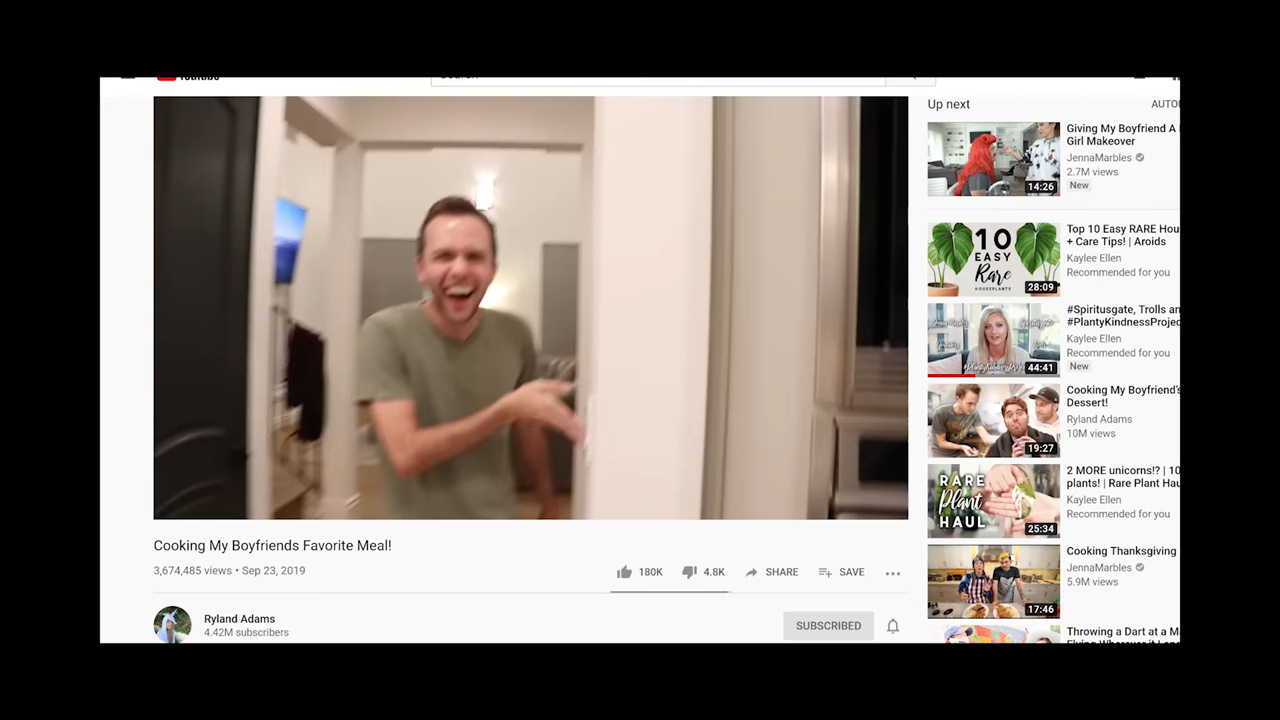 Up next
AUTO
Cooking My Boyfriends Favorite Meal!
3,674,485 views • Sep 23, 2019
180K
4.8K
SHARE
SAVE
Ryland Adams
4.42M subscribers
SUBSCRIBED
Giving My Boyfriend A
Girl Makeover
JennaMarbles
2.7M views
New
14:26
Top 10 Easy RARE Hou
+ Care Tips! | Aroids
Kaylee Ellen
Recommended for you
10
EASY
Rare
HOUSEPLANTS
28:09
#Spiritusgate, Trolls an
#PlantyKindnessProjec
Kaylee Ellen
Recommended for you
New
44:41
Cooking My Boyfriend's
Dessert!
Ryland Adams
10M views
19:27
2 MORE unicorns!? | 10
plants! | Rare Plant Hau
Kaylee Ellen
Recommended for you
RARE
Plant
HAUL
25:34
Cooking Thanksgiving
JennaMarbles
5.9M views
17:46
Throwing a Dart at a M